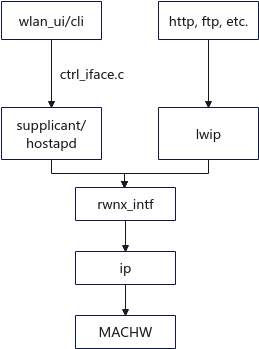 wlan_ui/cli
http, ftp, etc.
ctrl_iface.c
supplicant/
hostapd
lwip
rwnx_intf
ip
MACHW